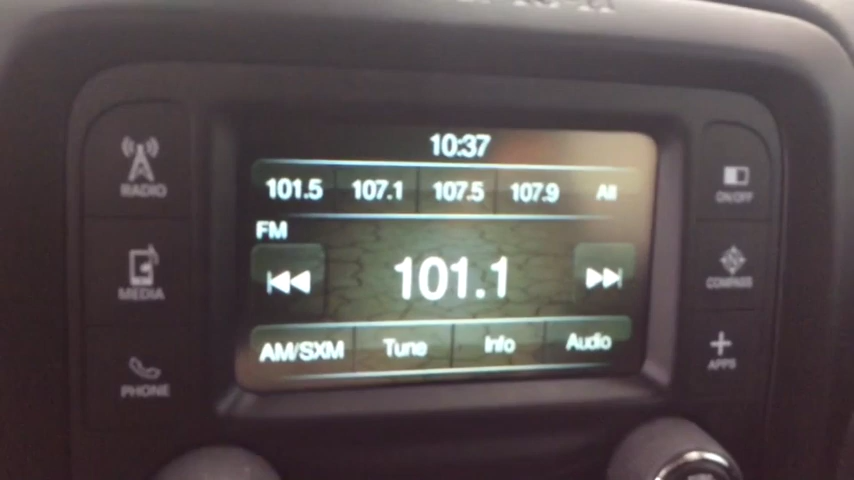 10:37
101.5 107.1 107.5 107.9 All
RADIO
ON/OFF
FM
101.1
MEDIA
COMPASS
AM/SXM Tune Info Audio
PHONE
APPS